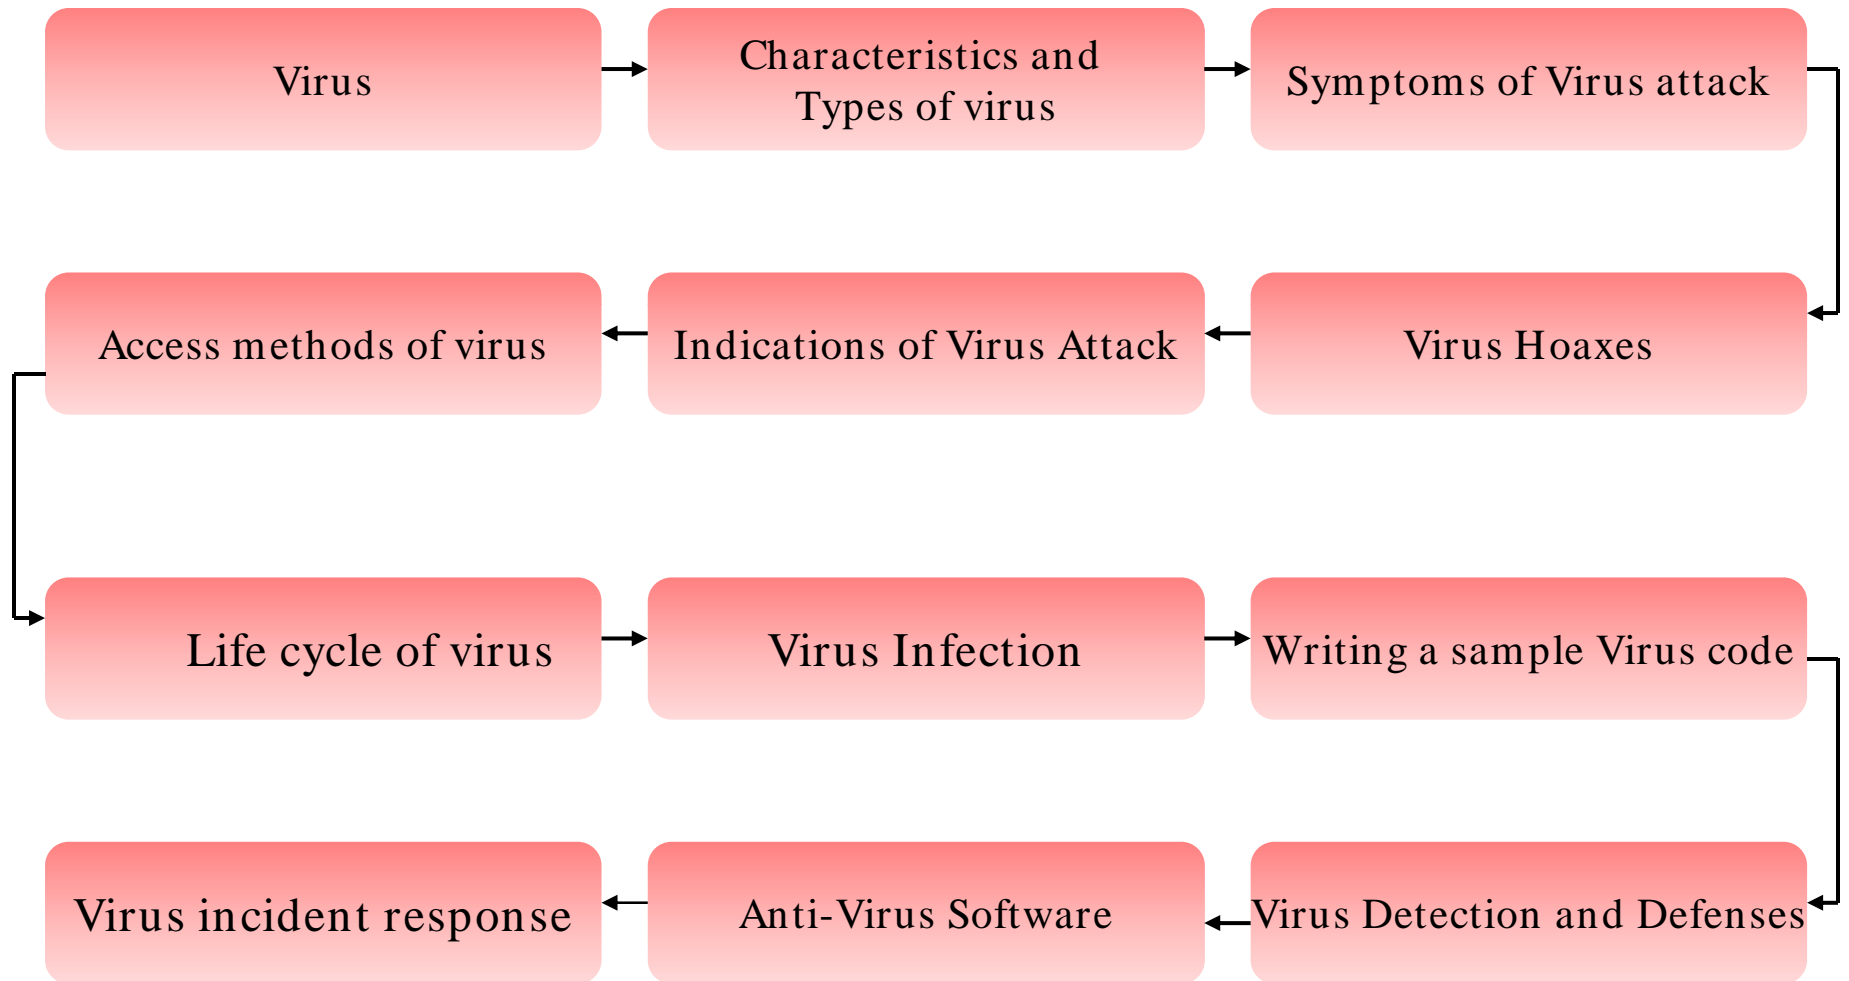 Virus
Characteristics and
Types of virus
Symptoms of Virus attack
Virus Hoaxes
Indications of Virus Attack
Access methods of virus
Life cycle of virus
Virus Infection
Writing a sample Virus code
Virus Detection and Defenses
Anti-Virus Software
Virus incident response